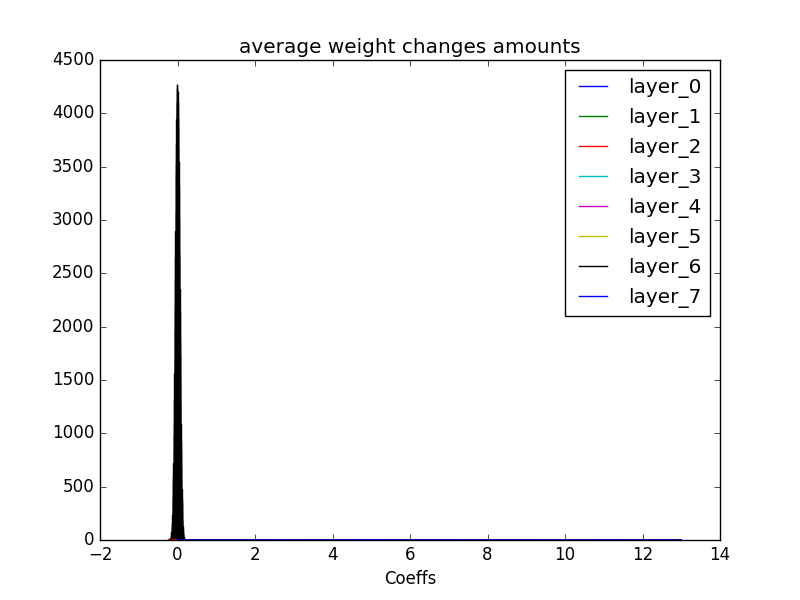 average weight changes amounts
4500
4000
3500
3000
2500
2000
1500
1000
500
0
layer_0
layer_1
layer_2
layer_3
layer_4
layer_5
layer_6
layer_7
−2 0 2 4 6 8 10 12 14
Coeffs